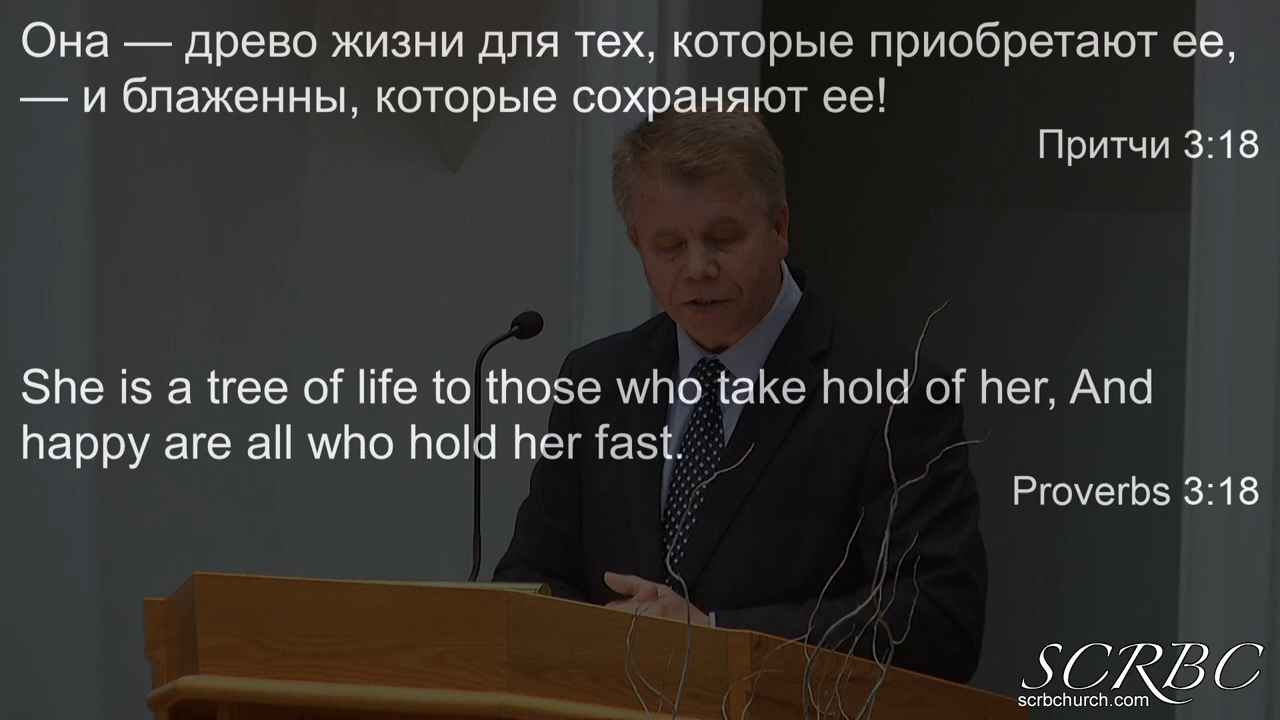 Она — древо жизни для тех, которые приобретают ее,
— и блаженны, которые сохраняют ее!
Притчи 3:18
She is a tree of life to those who take hold of her, And
happy are all who hold her fast.
Proverbs 3:18
SCRBC
scrbchurch.com